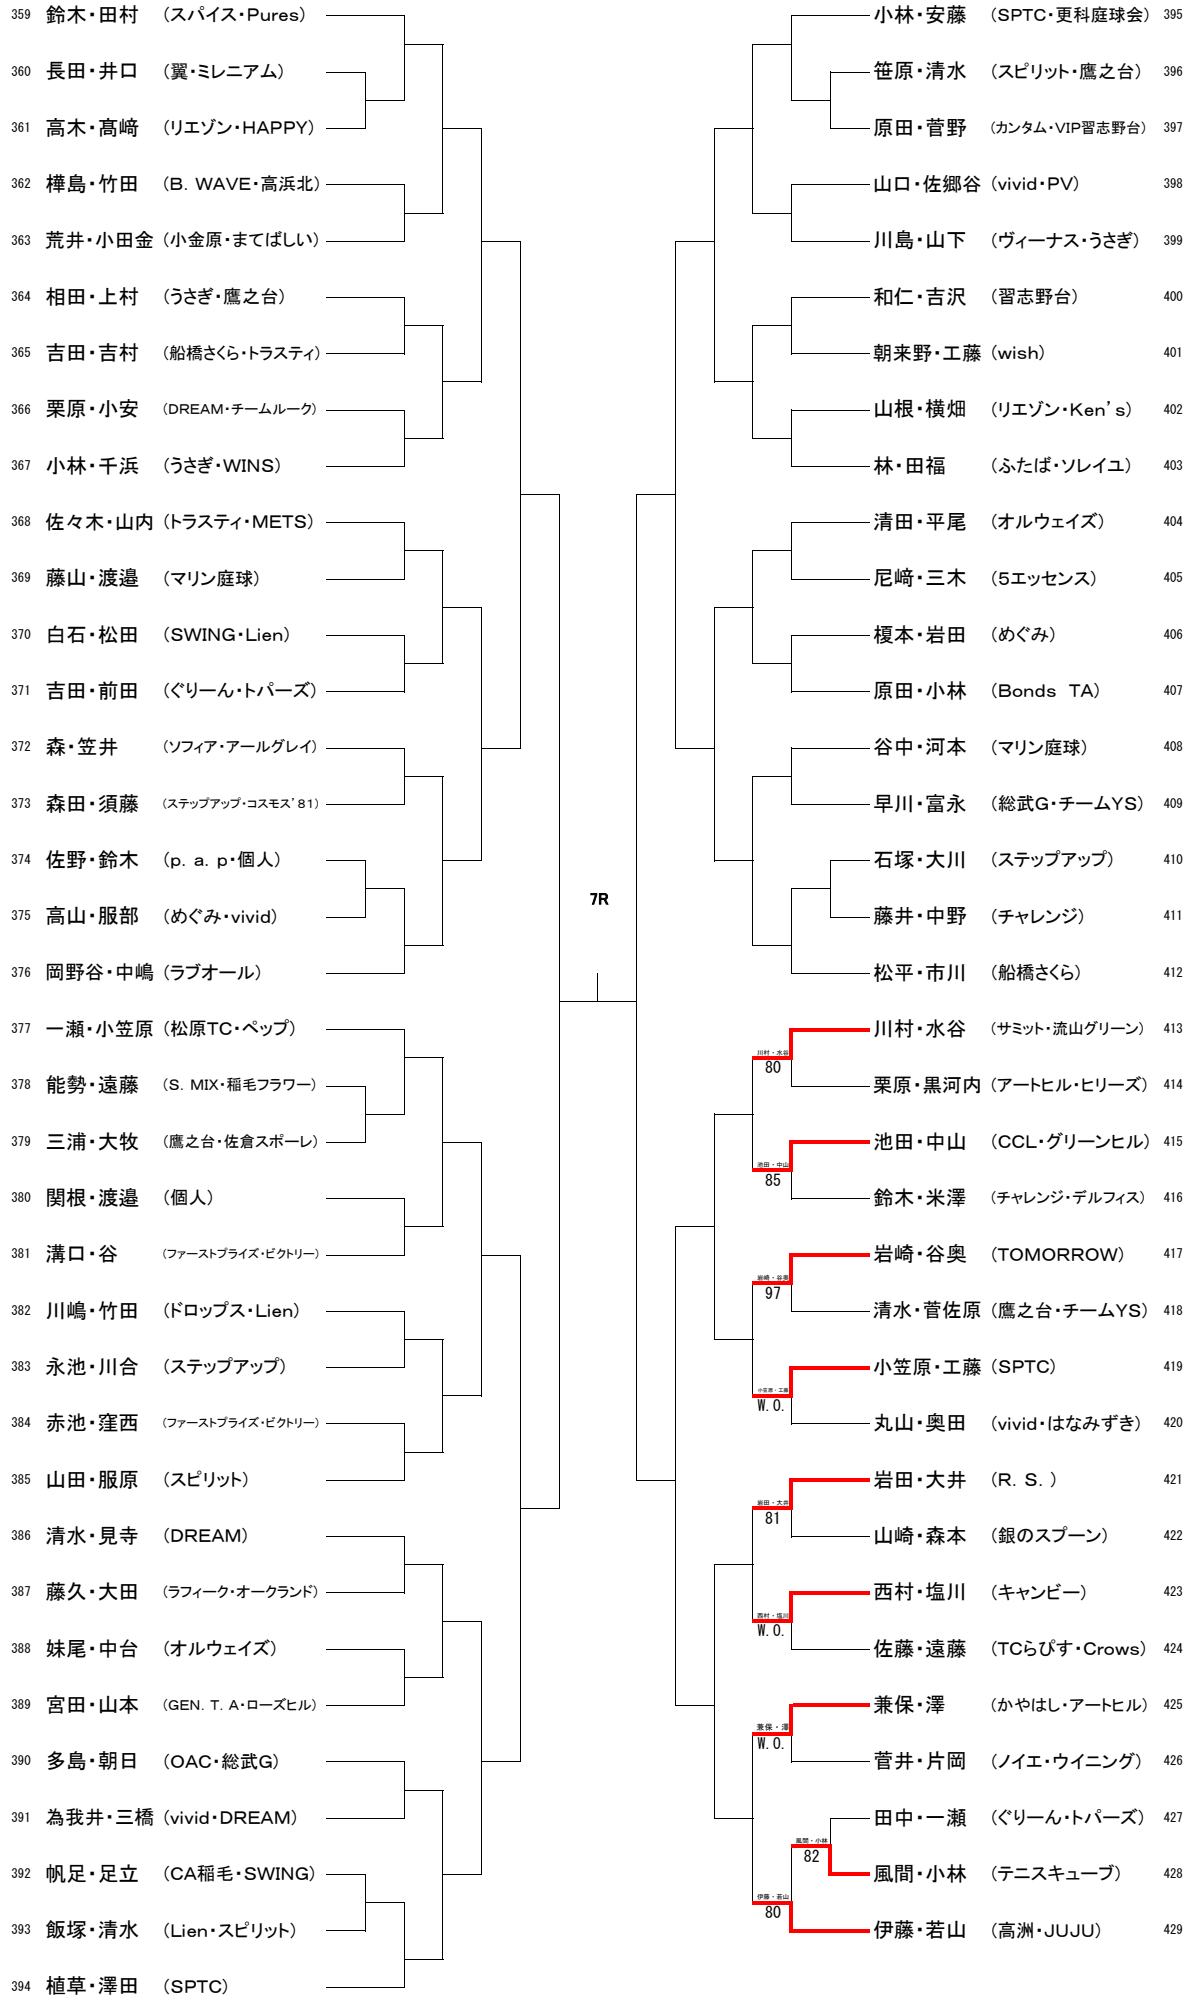 359 鈴木・田村 (スパイス・Pures)
360 長田・井口 (翼・ミレニアム)
361 高木・髙﨑 (リエゾン・HAPPY)
362 樺島・竹田 (B. WAVE・高浜北)
363 荒井・小田金 (小金原・まてばしい)
364 相田・上村 (うさぎ・鷹之台)
365 吉田・吉村 (船橋さくら・トラスティ)
366 栗原・小安 (DREAM・チームルーク)
367 小林・千浜 (うさぎ・WINS)
368 佐々木・山内 (トラスティ・METS)
369 藤山・渡邉 (マリン庭球)
370 白石・松田 (SWING・Lien)
371 吉田・前田 (ぐりーん・トパーズ)
372 森・笠井 (ソフィア・アールグレイ)
373 森田・須藤 (ステップアップ・コスモス'81)
374 佐野・鈴木 (p. a. p・個人)
375 高山・服部 (めぐみ・vivid)
376 岡野谷・中嶋 (ラブオール)
377 一瀬・小笠原 (松原TC・ペップ)
378 能勢・遠藤 (S. MIX・稲毛フラワー)
379 三浦・大牧 (鷹之台・佐倉スポーレ)
380 関根・渡邉 (個人)
381 溝口・谷 (ファーストプライズ・ビクトリー)
382 川嶋・竹田 (ドロップス・Lien)
383 永池・川合 (ステップアップ)
384 赤池・窪西 (ファーストプライズ・ビクトリー)
385 山田・服原 (スピリット)
386 清水・見寺 (DREAM)
387 藤久・大田 (ラフィーク・オークランド)
388 妹尾・中台 (オルウェイズ)
389 宮田・山本 (GEN. T. A・ローズヒル)
390 多島・朝日 (OAC・総武G)
391 為我井・三橋 (vivid・DREAM)
392 帆足・足立 (CA稲毛・SWING)
393 飯塚・清水 (Lien・スピリット)
394 植草・澤田 (SPTC)
7R
小林・安藤 (SPTC・更科庭球会) 395
笹原・清水 (スピリット・鷹之台) 396
原田・菅野 (カンタム・VIP習志野台) 397
山口・佐郷谷 (vivid・PV) 398
川島・山下 (ヴィーナス・うさぎ) 399
和仁・吉沢 (習志野台) 400
朝来野・工藤 (wish) 401
山根・横畑 (リエゾン・Ken's) 402
林・田福 (ふたば・ソレイユ) 403
清田・平尾 (オルウェイズ) 404
尼﨑・三木 (5エッセンス) 405
榎本・岩田 (めぐみ) 406
原田・小林 (Bonds TA) 407
谷中・河本 (マリン庭球) 408
早川・富永 (総武G・チームYS) 409
石塚・大川 (ステップアップ) 410
藤井・中野 (チャレンジ) 411
松平・市川 (船橋さくら) 412
川村・水谷 (サミット・流山グリーン) 413
川村・水谷
80
栗原・黒河内 (アートヒル・ヒリーズ) 414
池田・中山 (CCL・グリーンヒル) 415
池田・中山
85
鈴木・米澤 (チャレンジ・デルフィス) 416
岩崎・谷奥 (TOMORROW) 417
岩崎・谷奥
97
清水・菅佐原 (鷹之台・チームYS) 418
小笠原・工藤 (SPTC) 419
小笠原・工藤
W.O.
丸山・奥田 (vivid・はなみずき) 420
岩田・大井 (R. S. ) 421
岩田・大井
81
山崎・森本 (銀のスプーン) 422
西村・塩川 (キャンビー) 423
西村・塩川
W.O.
佐藤・遠藤 (TCらぴす・Crows) 424
兼保・澤 (かやはし・アートヒル) 425
兼保・澤
W.O.
菅井・片岡 (ノイエ・ウイニング) 426
田中・一瀬 (ぐりーん・トパーズ) 427
風間・小林
82
風間・小林 (テニスキューブ) 428
伊藤・若山
80
伊藤・若山 (高洲・JUJU) 429